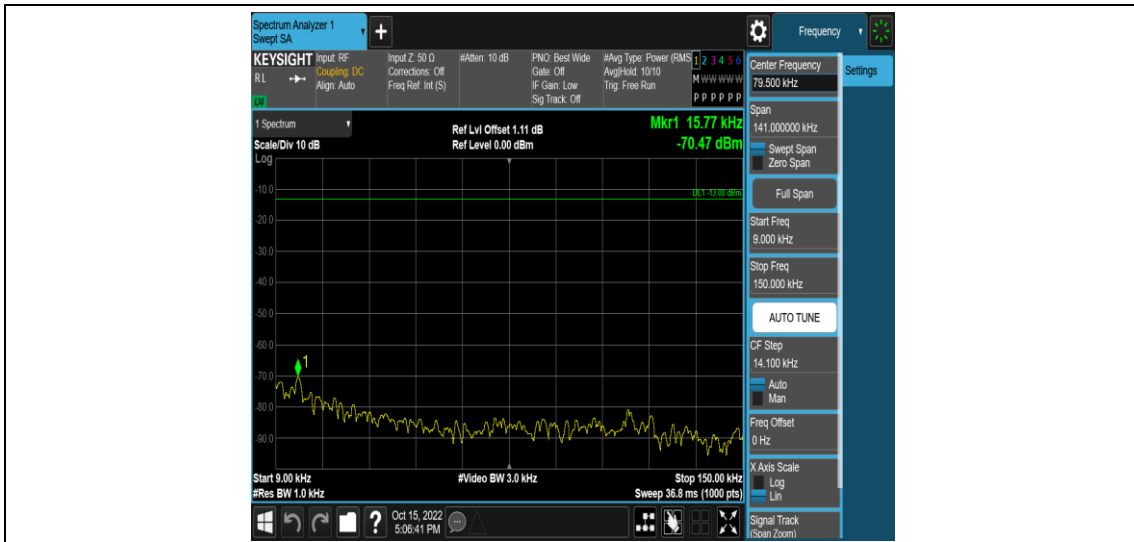 Spectrum Analyzer 1
Swept SA
+
Frequency
KEYSIGHT
RL
LXI
Input: RF
Coupling: DC
Align: Auto
Input Z: 50 Ω
Corrections: Off
Freq Ref: Int (S)
#Atten: 10 dB
PNO: Best Wide
Gate: Off
IF Gain: Low
Sig Track: Off
#Avg Type: Power (RMS
Avg|Hold: 10/10
Trig: Free Run
1 2 3 4 5 6
M W W W W W
P P P P P P
1 Spectrum
Scale/Div 10 dB
Log
Ref Lvl Offset 1.11 dB
Ref Level 0.00 dBm
Mkr1 15.77 kHz
-70.47 dBm
DL1 -13.00 dBm
-10.0
-20.0
-30.0
-40.0
-50.0
-60.0
-70.0
-80.0
-90.0
1
Start 9.00 kHz
#Res BW 1.0 kHz
#Video BW 3.0 kHz
Stop 150.00 kHz
Sweep 36.8 ms (1000 pts)
Oct 15, 2022
5:06:41 PM
Center Frequency
79.500 kHz
Settings
Span
141.000000 kHz
Swept Span
Zero Span
Full Span
Start Freq
9.000 kHz
Stop Freq
150.000 kHz
AUTO TUNE
CF Step
14.100 kHz
Auto
Man
Freq Offset
0 Hz
X Axis Scale
Log
Lin
Signal Track
(Span Zoom)